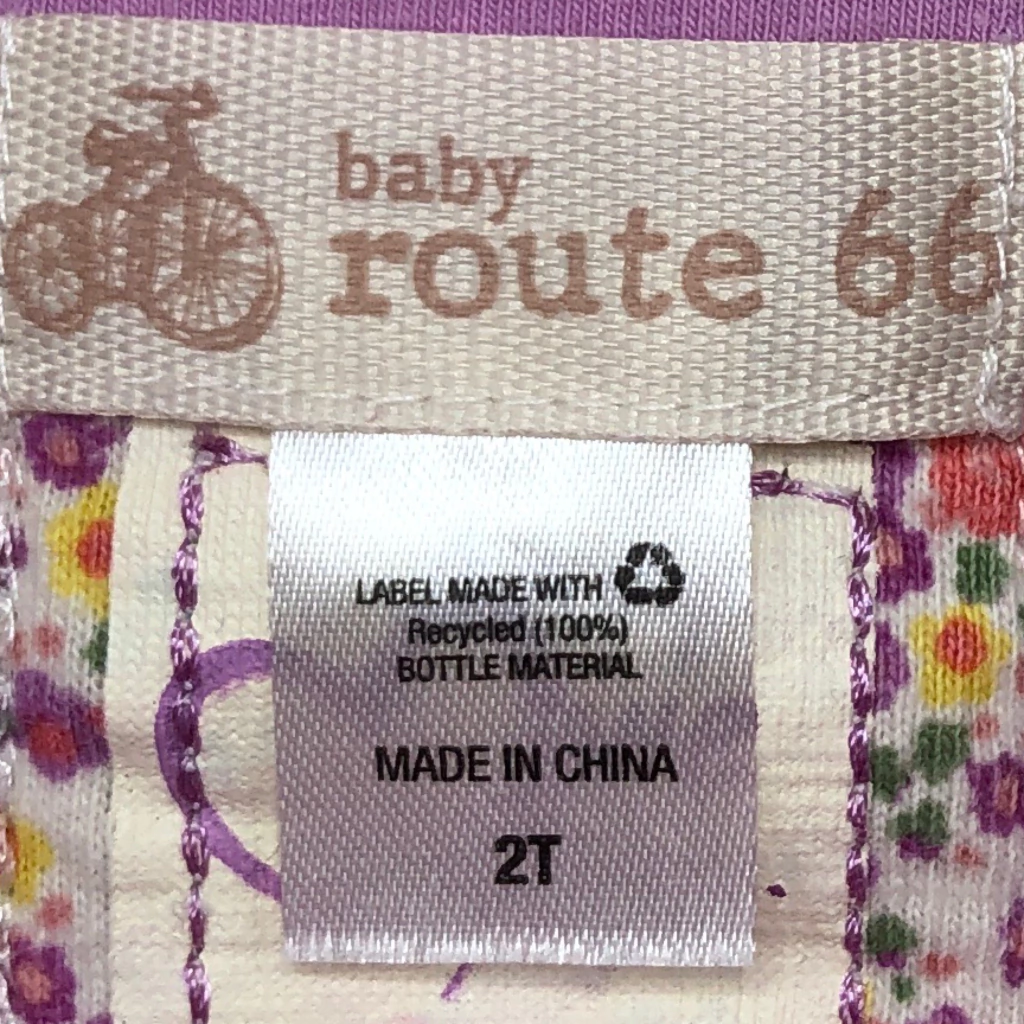 baby
route 66
LABEL MADE WITH
Recycled (100%)
BOTTLE MATERIAL
MADE IN CHINA
2T